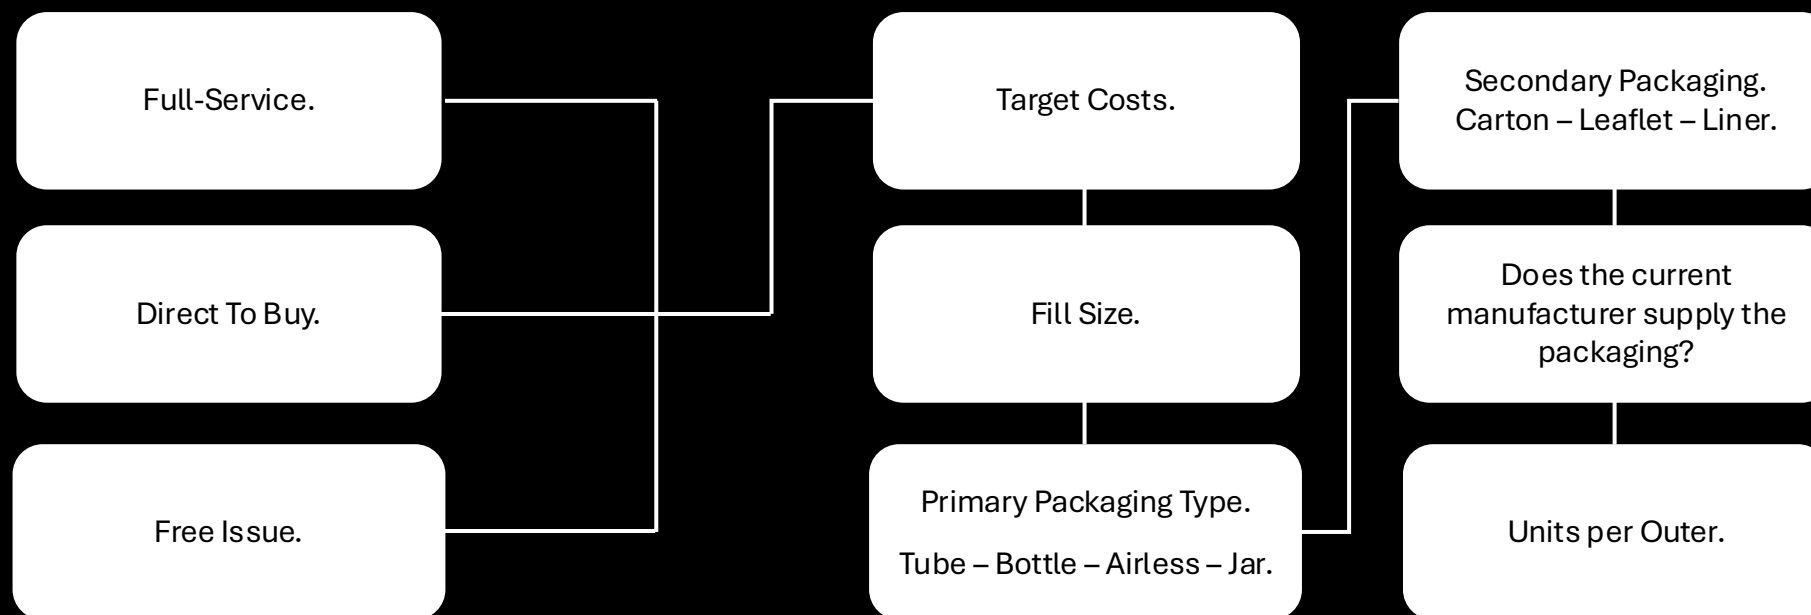 Full-Service.
Direct To Buy.
Free Issue.
Target Costs.
Fill Size.
Primary Packaging Type.
Tube – Bottle – Airless – Jar.
Secondary Packaging.
Carton – Leaflet – Liner.
Does the current
manufacturer supply the
packaging?
Units per Outer.